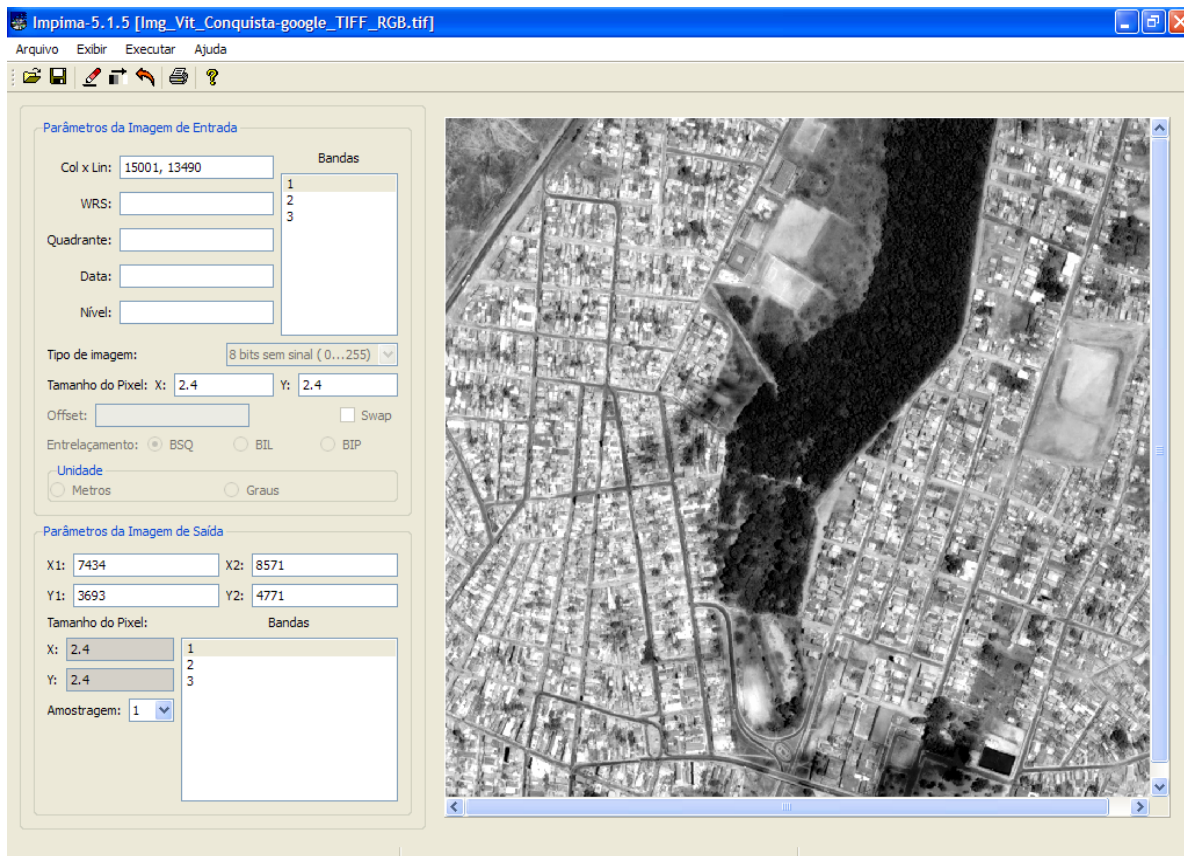 Impima-5.1.5 [Img_Vit_Conquista-google_TIFF_RGB.tif]
Arquivo Exibir Executar Ajuda
Parâmetros da Imagem de Entrada
Col x Lin: 15001, 13490
Bandas
1
2
3
WRS:
Quadrante:
Data:
Nível:
Tipo de imagem: 8 bits sem sinal ( 0...255)
Tamanho do Pixel: X: 2.4 Y: 2.4
Offset: Swap
Entrelaçamento: BSQ BIL BIP
Unidade
Metros Graus
Parâmetros da Imagem de Saída
X1: 7434 X2: 8571
Y1: 3693 Y2: 4771
Tamanho do Pixel: Bandas
X: 2.4
Y: 2.4
Amostragem: 1
1
2
3